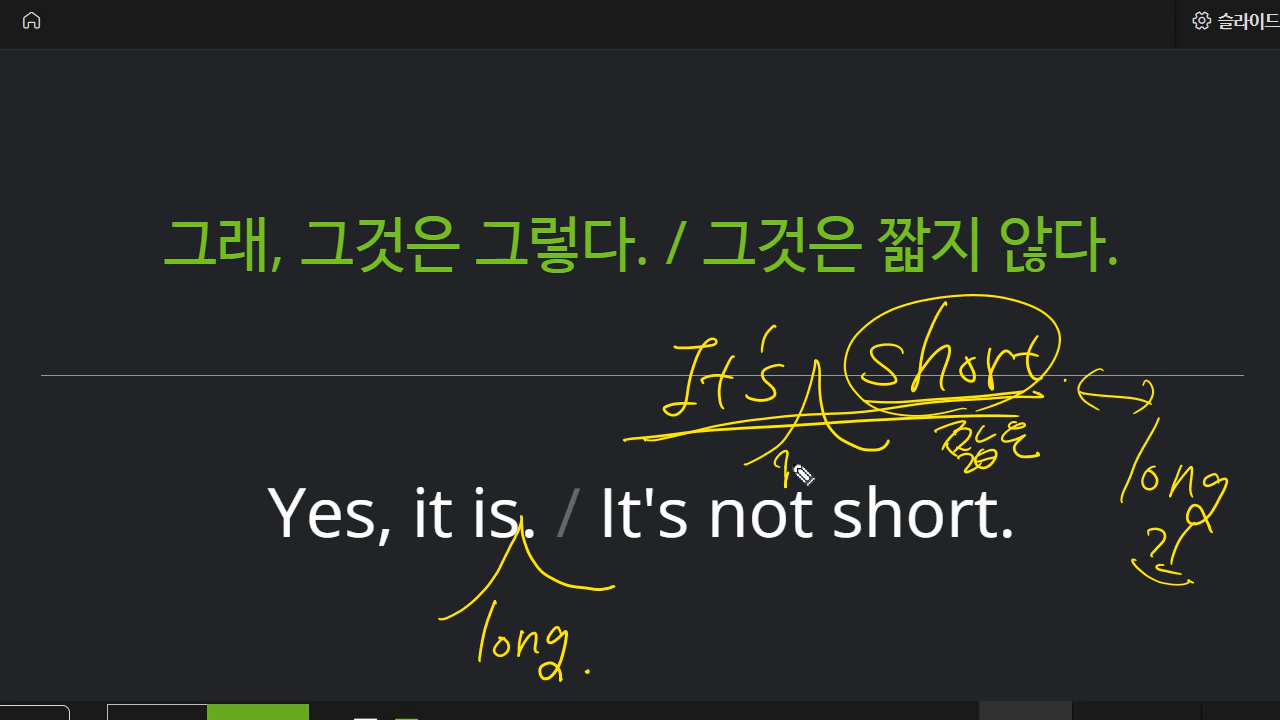 슬라이드
그래, 그것은 그렇다. / 그것은 짧지 않다.
It's short.
짧은
long
긴
Yes, it is. / It's not short.
long.